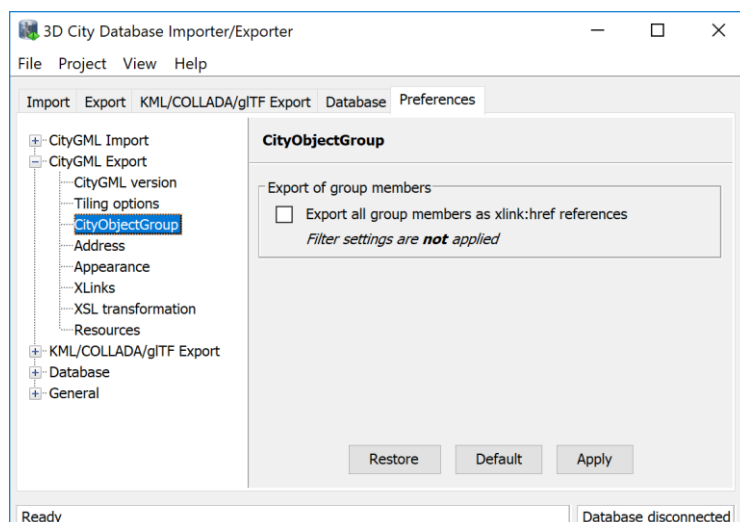 3D City Database Importer/Exporter
File Project View Help
Import Export KML/COLLADA/glTF Export Database Preferences
CityGML Import
CityGML Export
CityGML version
Tiling options
CityObjectGroup
Address
Appearance
XLinks
XSL transformation
Resources
KML/COLLADA/glTF Export
Database
General
CityObjectGroup
Export of group members
Export all group members as xlink:href references
Filter settings are not applied
Restore Default Apply
Ready Database disconnected